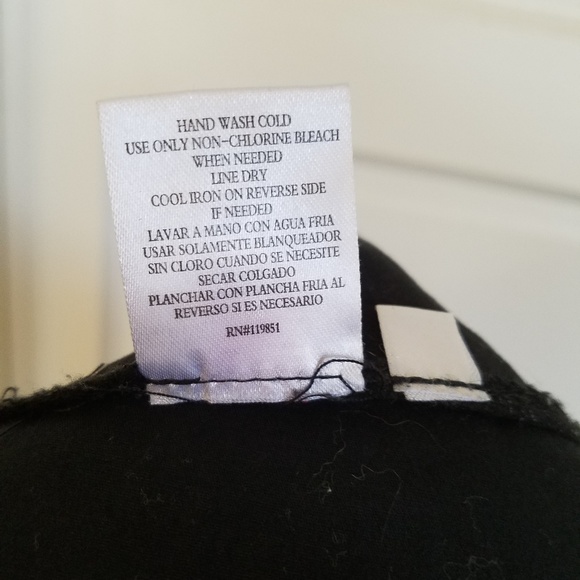 HAND WASH COLD
USE ONLY NON-CHLORINE BLEACH
WHEN NEEDED
LINE DRY
COOL IRON ON REVERSE SIDE
IF NEEDED
LAVAR A MANO CON AGUA FRIA
USAR SOLAMENTE BLANQUEADOR
SIN CLORO CUANDO SE NECESITE
SECAR COLGADO
PLANCHAR CON PLANCHA FRIA AL
REVERSO SI ES NECESARIO
RN#119851